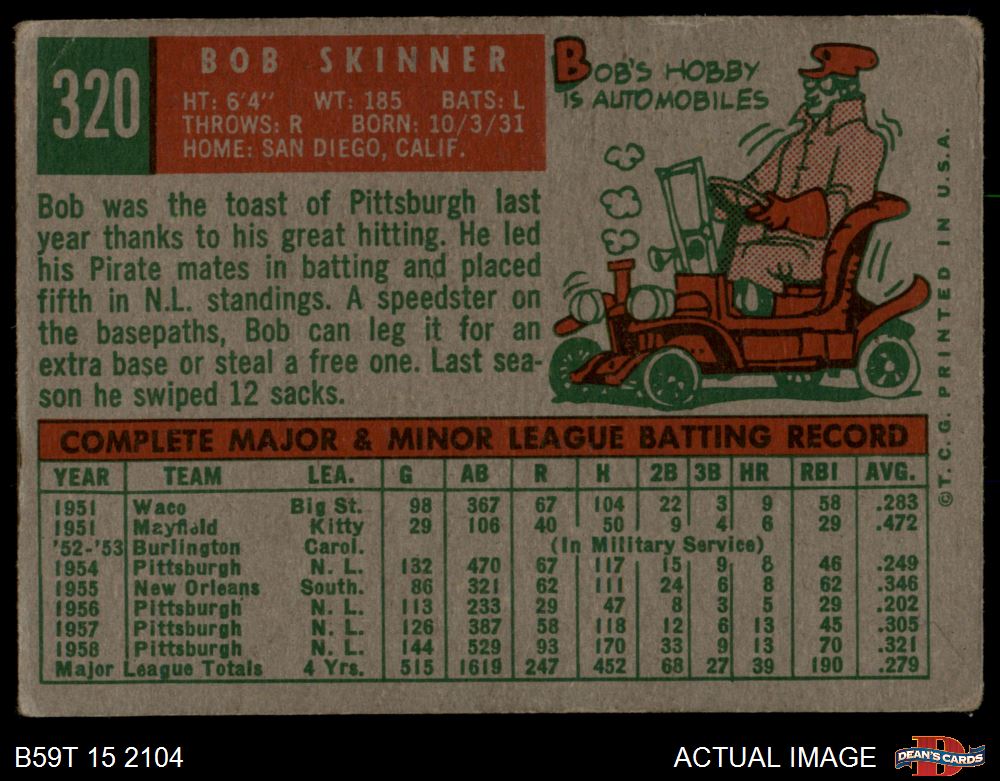 320
BOB SKINNER
HT: 6'4" WT: 185 BATS: L
THROWS: R BORN: 10/3/31
HOME: SAN DIEGO, CALIF.
BOB'S HOBBY
IS AUTOMOBILES
Bob was the toast of Pittsburgh last
year thanks to his great hitting. He led
his Pirate mates in batting and placed
fifth in N.L. standings. A speedster on
the basepaths, Bob can leg it for an
extra base or steal a free one. Last sea-
son he swiped 12 sacks.
©T. C. G. PRINTED IN U.S.A.
COMPLETE MAJOR & MINOR LEAGUE BATTING RECORD
YEAR TEAM LEA. G AB R H 2B 3B HR RBI AVG.
1951 Waco Big St. 98 367 67 104 22 3 9 58 .283
1951 Mayfield Kitty 29 106 40 50 9 4 6 29 .472
'52-'53 Burlington Carol. (In Military Service)
1954 Pittsburgh N. L. 132 470 67 117 15 9 8 46 .249
1955 New Orleans South. 86 321 62 111 24 6 8 62 .346
1956 Pittsburgh N. L. 113 233 29 47 8 3 5 29 .202
1957 Pittsburgh N. L. 126 387 58 118 12 6 13 45 .305
1958 Pittsburgh N. L. 144 529 93 170 33 9 13 70 .321
Major League Totals 4 Yrs. 515 1619 247 452 68 27 39 190 .279
B59T 15 2104
ACTUAL IMAGE
D
DEAN'S CARDS